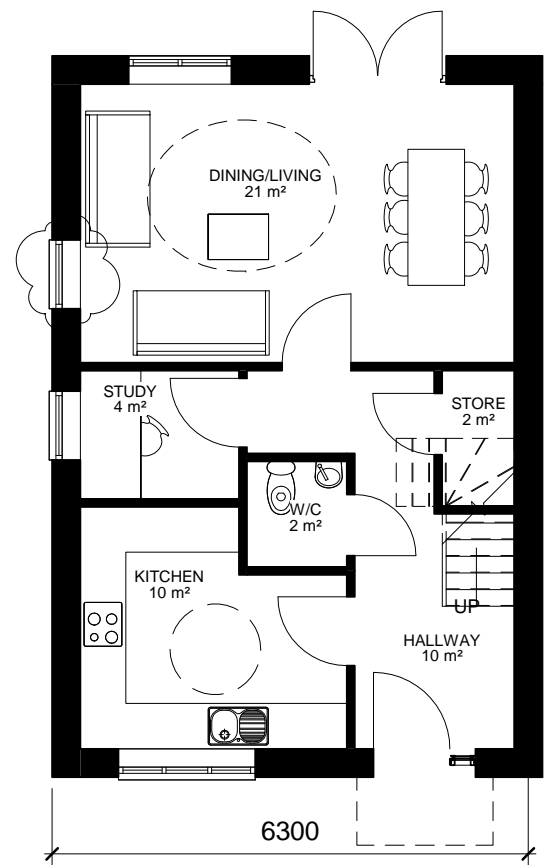 DINING/LIVING
21 m²
STUDY
4 m²
STORE
2 m²
W/C
2 m²
KITCHEN
10 m²
UP
HALLWAY
10 m²
6300